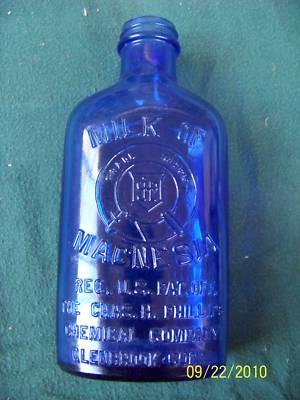 MILK OF
TRADE MARK
MAGNESIA
REG. U.S. PAT. OFF.
THE CHAS. H. PHILLIPS
CHEMICAL COMPANY
GLENBROOK, CONN.
09/22/2010